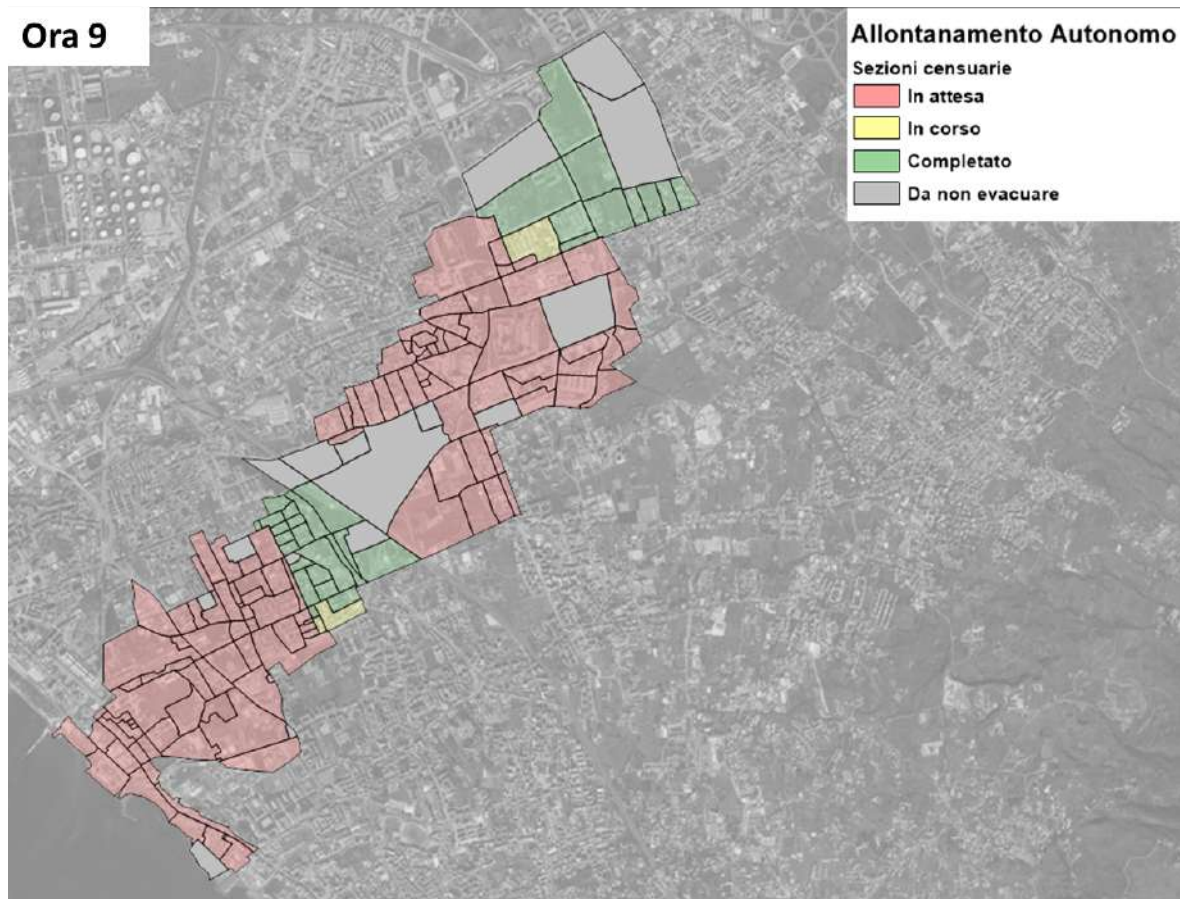 Ora 9
Allontanamento Autonomo
Sezioni censuarie
In attesa
In corso
Completato
Da non evacuare